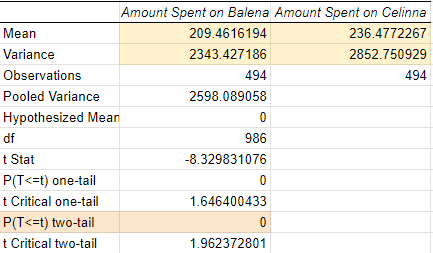 Amount Spent on Balena Amount Spent on Celinna
Mean 209.4616194 236.4772267
Variance 2343.427186 2852.750929
Observations 494 494
Pooled Variance 2598.089058
Hypothesized Mean 0
df 986
t Stat -8.329831076
P(T<=t) one-tail 0
t Critical one-tail 1.646400433
P(T<=t) two-tail 0
t Critical two-tail 1.962372801